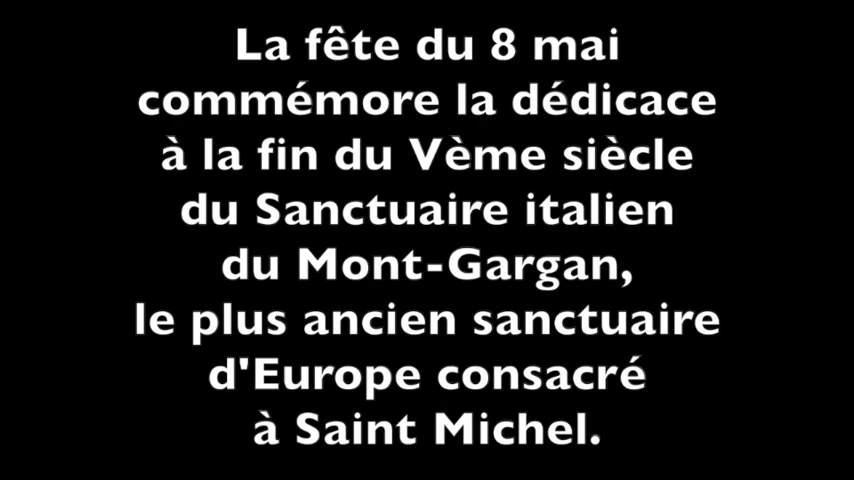 La fête du 8 mai
commémore la dédicace
à la fin du Vème siècle
du Sanctuaire italien
du Mont-Gargan,
le plus ancien sanctuaire
d'Europe consacré
à Saint Michel.